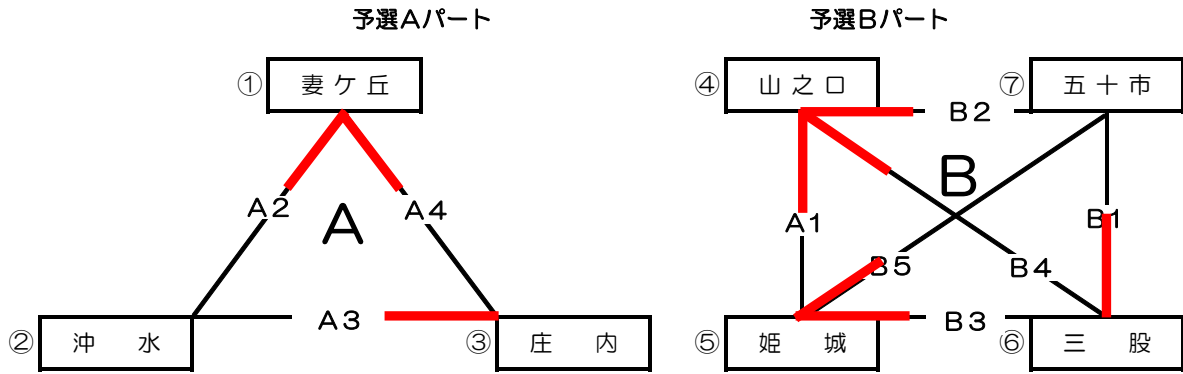 予選Aパート
予選Bパート
① 妻ケ丘
④ 山之口
B2
⑦ 五十市
A2
A
A4
B
A1
B1
B5
B4
② 沖 水
A3
③ 庄 内
⑤ 姫 城
B3
⑥ 三 股